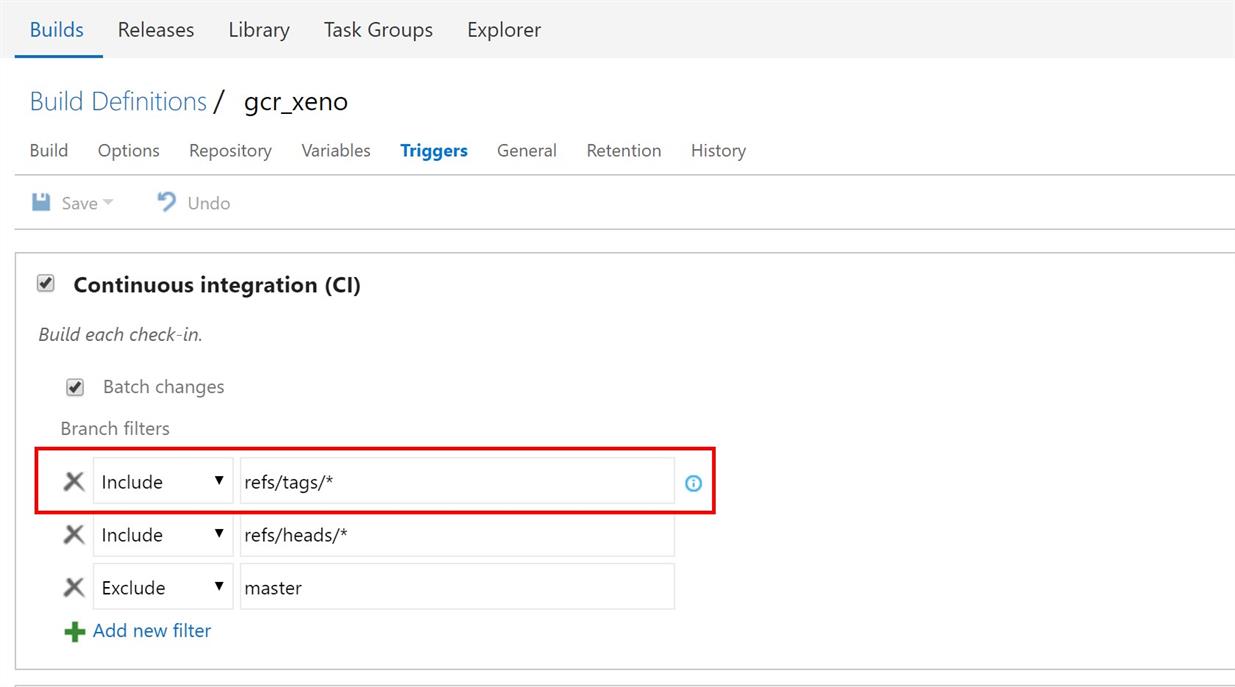 Builds Releases Library Task Groups Explorer
Build Definitions / gcr_xeno
Build Options Repository Variables Triggers General Retention History
Save Undo
Continuous integration (CI)
Build each check-in.
Batch changes
Branch filters
Include refs/tags/*
Include refs/heads/*
Exclude master
Add new filter